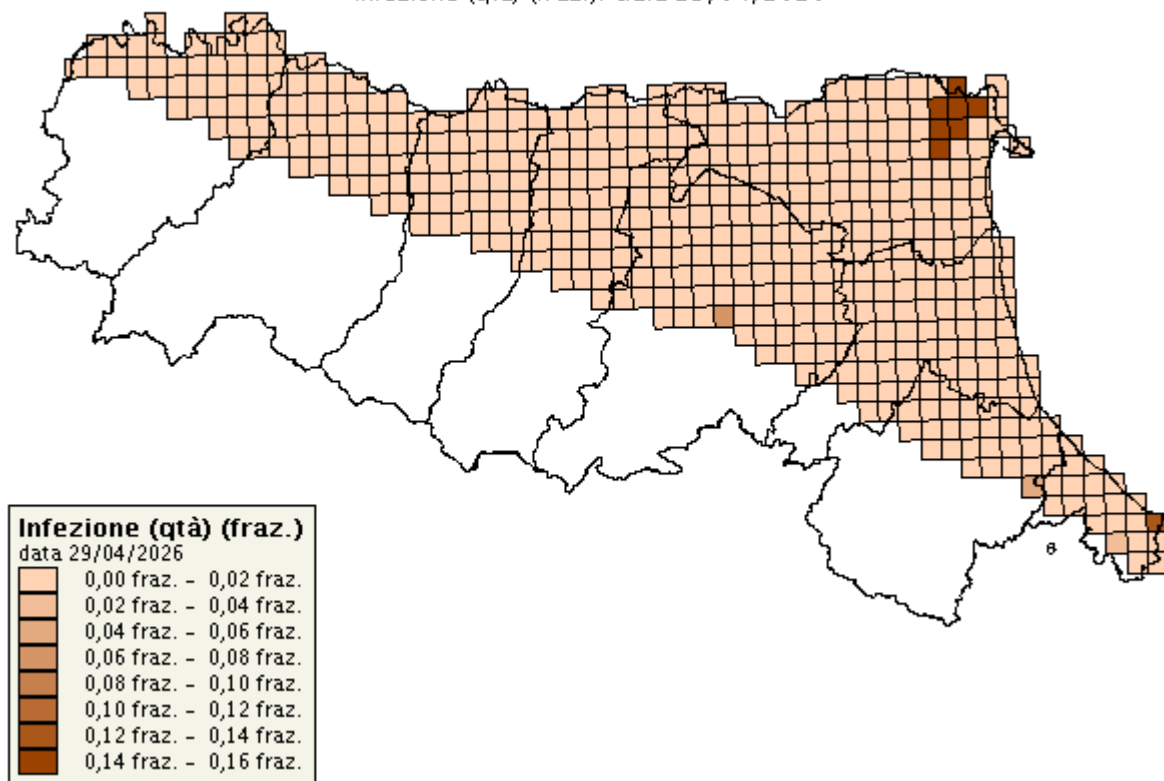 Infezione (qtà) (fraz.)
data 29/04/2026
0,00 fraz. - 0,02 fraz.
0,02 fraz. - 0,04 fraz.
0,04 fraz. - 0,06 fraz.
0,06 fraz. - 0,08 fraz.
0,08 fraz. - 0,10 fraz.
0,10 fraz. - 0,12 fraz.
0,12 fraz. - 0,14 fraz.
0,14 fraz. - 0,16 fraz.